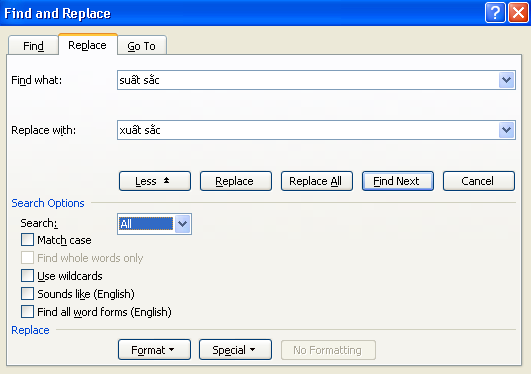 Find and Replace
Find Replace Go To
Find what: suất sắc
Replace with: xuất sắc
Less Replace Replace All Find Next Cancel
Search Options
Search: All
Match case
Find whole words only
Use wildcards
Sounds like (English)
Find all word forms (English)
Replace
Format Special No Formatting